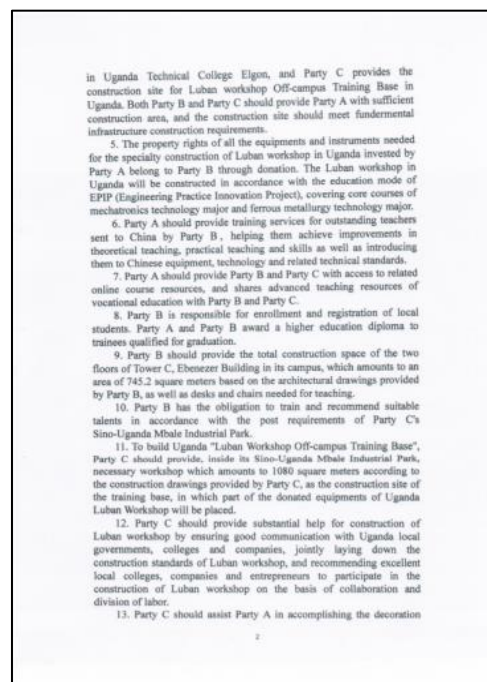 in Uganda Technical College Elgon, and Party C provides the
construction site for Luban workshop Off-campus Training Base in
Uganda. Both Party B and Party C should provide Party A with sufficient
construction area, and the construction site should meet fundermental
infrastructure construction requirements.
5. The property rights of all the equipments and instruments needed
for the specialty construction of Luban workshop in Uganda invested by
Party A belong to Party B through donation. The Luban workshop in
Uganda will be constructed in accordance with the education mode of
EPIP (Engineering Practice Innovation Project), covering core courses of
mechatronics technology major and ferrous metallurgy technology major.
6. Party A should provide training services for outstanding teachers
sent to China by Party B , helping them achieve improvements in
theoretical teaching, practical teaching and skills as well as introducing
them to Chinese equipment, technology and related technical standards.
7. Party A should provide Party B and Party C with access to related
online course resources, and shares advanced teaching resources of
vocational education with Party B and Party C.
8. Party B is responsible for enrollment and registration of local
students. Party A and Party B award a higher education diploma to
trainees qualified for graduation.
9. Party B should provide the total construction space of the two
floors of Tower C, Ebenezer Building in its campus, which amounts to an
area of 745.2 square meters based on the architectural drawings provided
by Party B, as well as desks and chairs needed for teaching.
10. Party B has the obligation to train and recommend suitable
talents in accordance with the post requirements of Party C's
Sino-Uganda Mbale Industrial Park.
11. To build Uganda "Luban Workshop Off-campus Training Base",
Party C should provide, inside its Sino-Uganda Mbale Industrial Park,
necessary workshop which amounts to 1080 square meters according to
the construction drawings provided by Party C, as the construction site of
the training base, in which part of the donated equipments of Uganda
Luban Workshop will be placed.
12. Party C should provide substantial help for construction of
Luban workshop by ensuring good communication with Uganda local
governments, colleges and companies, jointly laying down the
construction standards of Luban workshop, and recommending excellent
local colleges, companies and entrepreneurs to participate in the
construction of Luban workshop on the basis of collaboration and
division of labor.
13. Party C should assist Party A in accomplishing the decoration
2